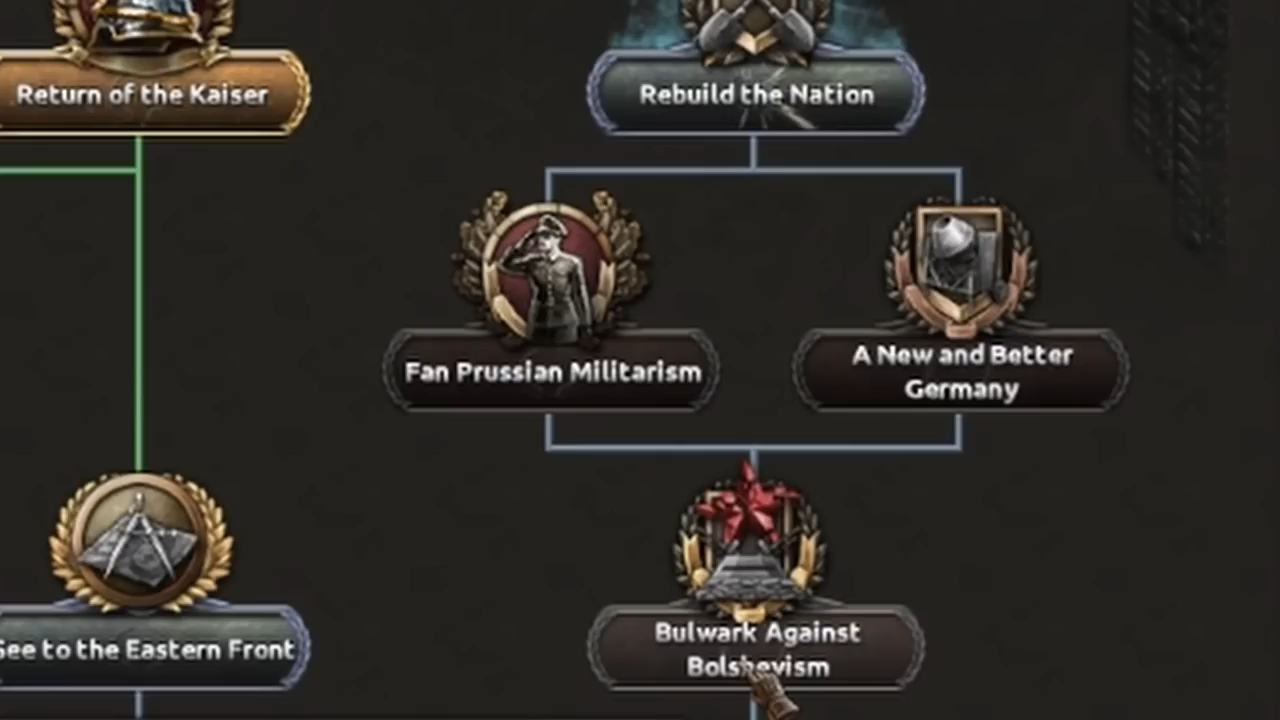 Return of the Kaiser
Rebuild the Nation
Fan Prussian Militarism
A New and Better
Germany
See to the Eastern Front
Bulwark Against
Bolshevism